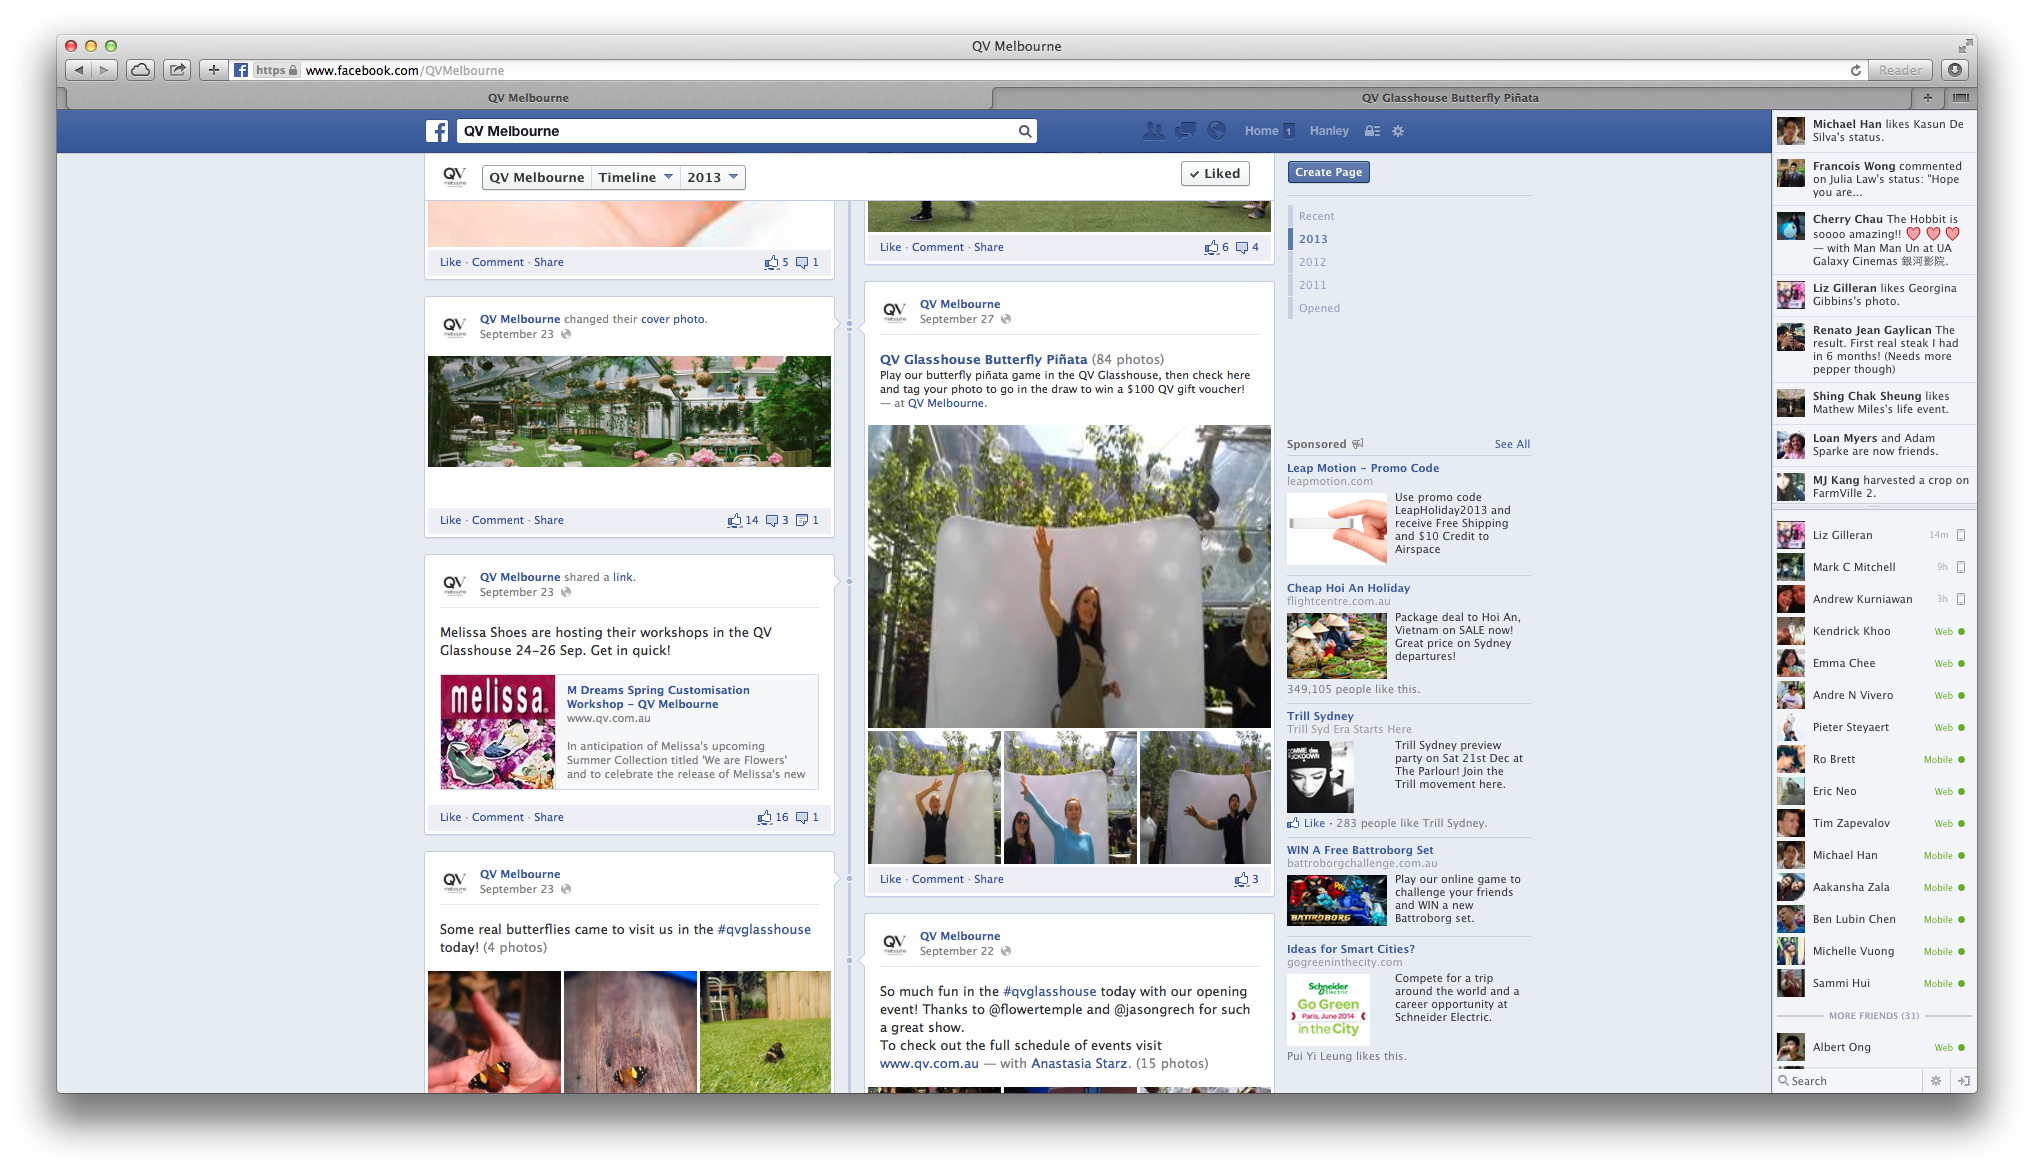 QV Melbourne
https
www.facebook.com/QVMelbourne
Reader
QV Melbourne
QV Glasshouse Butterfly Piñata
QV Melbourne
Home 1
Hanley
QV
melbourne
QV Melbourne
Timeline
2013
Liked
Like · Comment · Share
5
1
QV
QV Melbourne changed their cover photo.
September 23
Like · Comment · Share
14
3
1
QV
QV Melbourne shared a link.
September 23
Melissa Shoes are hosting their workshops in the QV
Glasshouse 24-26 Sep. Get in quick!
melissa
M Dreams Spring Customisation
Workshop - QV Melbourne
www.qv.com.au
In anticipation of Melissa's upcoming
Summer Collection titled 'We are Flowers'
and to celebrate the release of Melissa's new
Like · Comment · Share
16
1
QV
QV Melbourne
September 23
Some real butterflies came to visit us in the #qvglasshouse
today! (4 photos)
Like · Comment · Share
6
4
QV
QV Melbourne
September 27
QV Glasshouse Butterfly Piñata (84 photos)
Play our butterfly piñata game in the QV Glasshouse, then check here
and tag your photo to go in the draw to win a $100 QV gift voucher!
— at QV Melbourne.
Like · Comment · Share
3
QV
QV Melbourne
September 22
So much fun in the #qvglasshouse today with our opening
event! Thanks to @flowertemple and @jasongrech for such
a great show.
To check out the full schedule of events visit
www.qv.com.au — with Anastasia Starz. (15 photos)
Create Page
Recent
2013
2012
2011
Opened
Sponsored
See All
Leap Motion - Promo Code
leapmotion.com
Use promo code
LeapHoliday2013 and
receive Free Shipping
and $10 Credit to
Airspace
Cheap Hoi An Holiday
flightcentre.com.au
Package deal to Hoi An,
Vietnam on SALE now!
Great price on Sydney
departures!
349,105 people like this.
Trill Sydney
Trill Syd Era Starts Here
Trill Sydney preview
party on Sat 21st Dec at
The Parlour! Join the
Trill movement here.
Like · 283 people like Trill Sydney.
WIN A Free Battroborg Set
battroborgchallenge.com.au
BATTROBORG
Play our online game to
challenge your friends
and WIN a new
Battroborg set.
Ideas for Smart Cities?
gogreeninthecity.com
Schneider
Electric
Go Green
Paris, June 2014
in the City
Compete for a trip
around the world and a
career opportunity at
Schneider Electric.
Pui Yi Leung likes this.
Michael Han likes Kasun De
Silva's status.
Francois Wong commented
on Julia Law's status: "Hope
you are...
Cherry Chau The Hobbit is
soooo amazing!!
— with Man Man Un at UA
Galaxy Cinemas 銀河影院.
Liz Gilleran likes Georgina
Gibbins's photo.
Renato Jean Gaylican The
result. First real steak I had
in 6 months! (Needs more
pepper though)
Shing Chak Sheung likes
Mathew Miles's life event.
Loan Myers and Adam
Sparke are now friends.
MJ Kang harvested a crop on
FarmVille 2.
Liz Gilleran 14m
Mark C Mitchell 9h
Andrew Kurniawan 3h
Kendrick Khoo Web
Emma Chee Web
Andre N Vivero Web
Pieter Steyaert Web
Ro Brett Mobile
Eric Neo Web
Tim Zapevalov Web
Michael Han Mobile
Aakansha Zala Mobile
Ben Lubin Chen Mobile
Michelle Vuong Mobile
Sammi Hui Mobile
MORE FRIENDS (31)
Albert Ong Web
Search